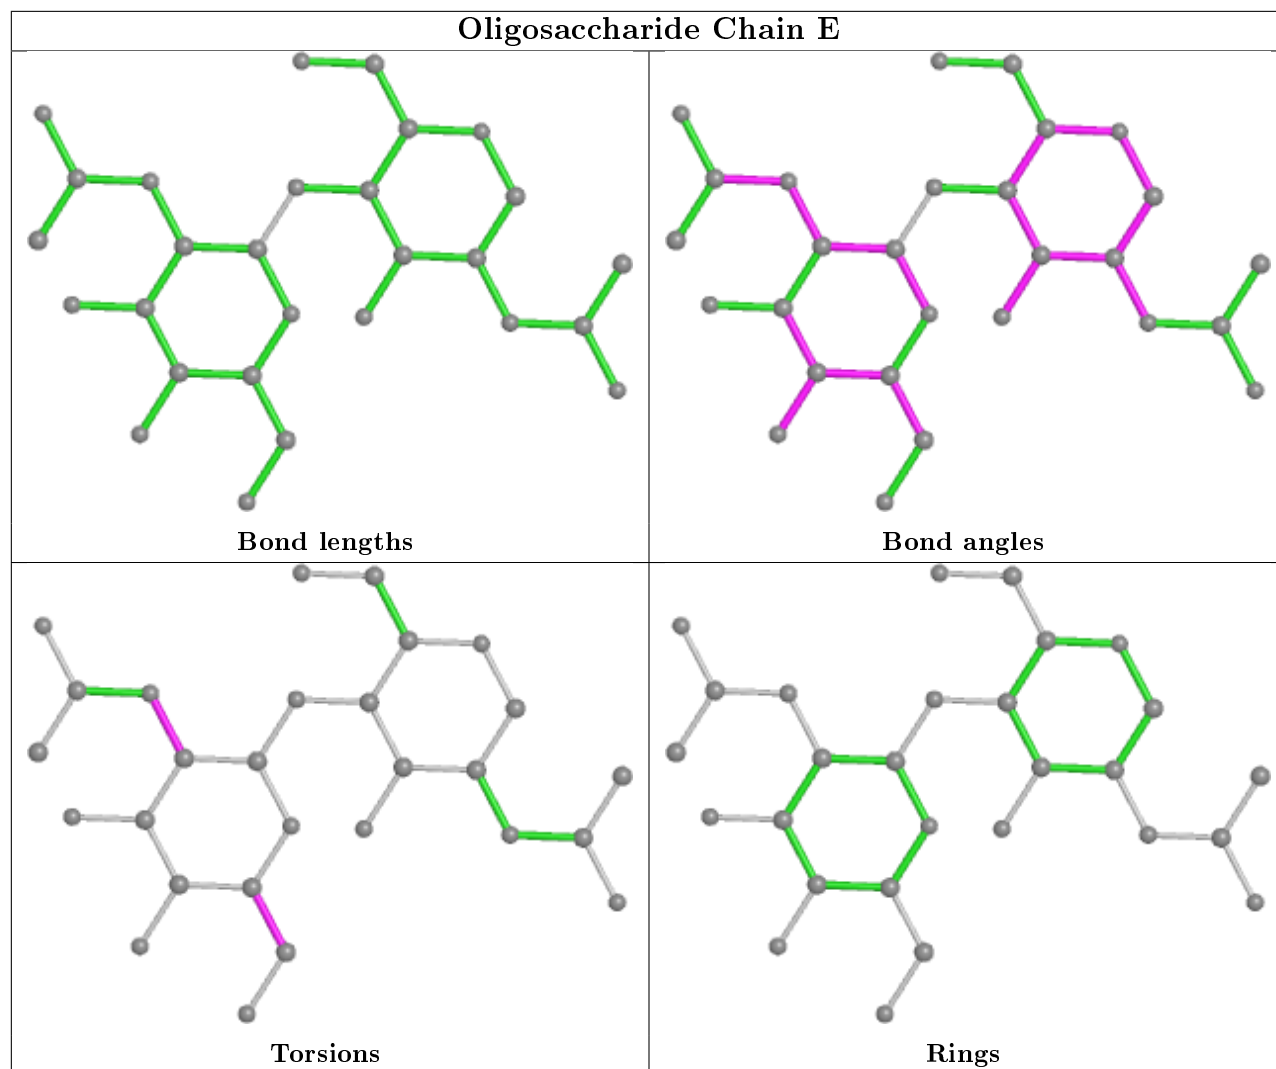 Oligosaccharide Chain E
Bond lengths
Bond angles
Torsions
Rings